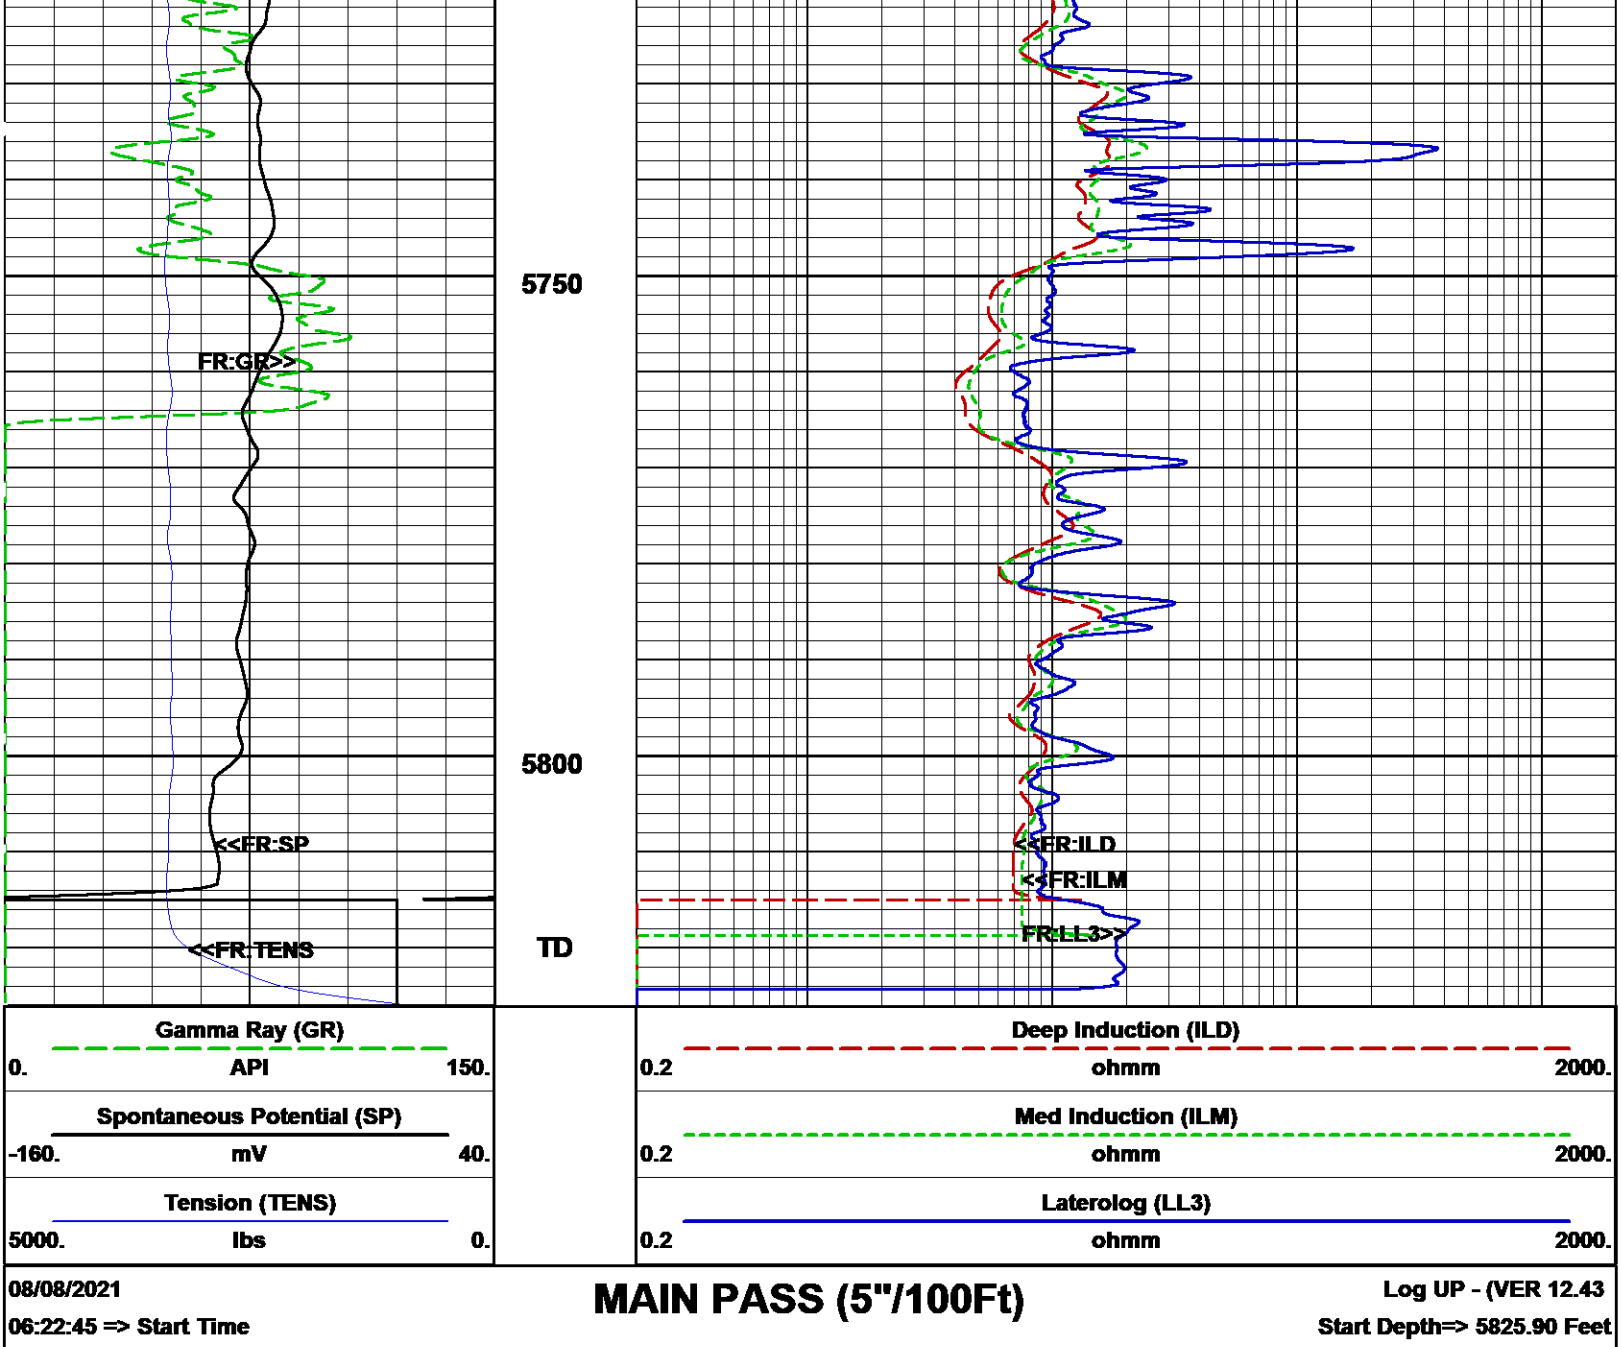 5750
FR:GR>>
5800
<<FR:SP
<<FR:ILD
<<FR:ILM
FR:LL3>>
<<FR:TENS
TD
Gamma Ray (GR)
0. API 150.
Spontaneous Potential (SP)
-160. mV 40.
Tension (TENS)
5000. lbs 0.
Deep Induction (ILD)
0.2 ohmm 2000.
Med Induction (ILM)
0.2 ohmm 2000.
Laterolog (LL3)
0.2 ohmm 2000.
08/08/2021
06:22:45 => Start Time
MAIN PASS (5"/100Ft)
Log UP - (VER 12.43
Start Depth=> 5825.90 Feet